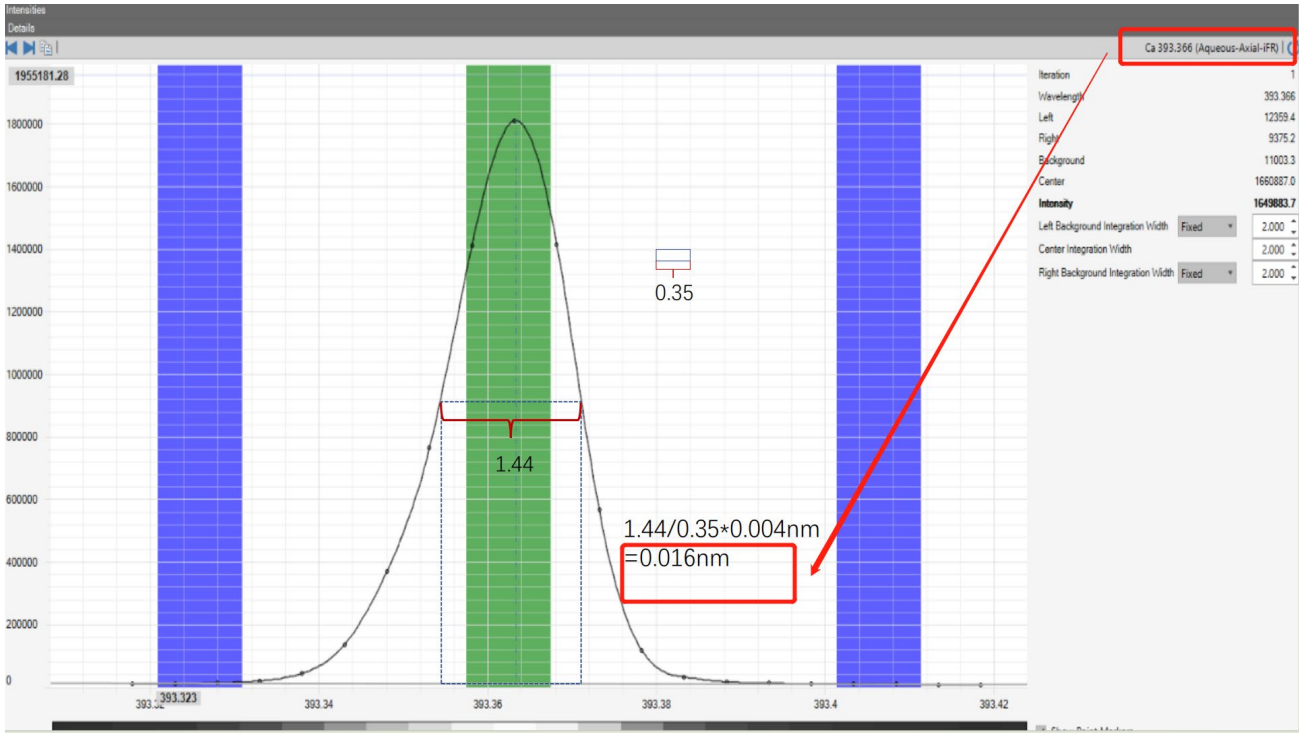 Intensities
Details
Ca 393.366 (Aqueous-Axial-iFR)
1955181.28
Iteration 1
Wavelength 393.366
Left 12359.4
Right 9375.2
Background 11003.3
Center 1660887.0
Intensity 1649883.7
Left Background Integration Width Fixed 2.000
Center Integration Width 2.000
Right Background Integration Width Fixed 2.000
1800000
1600000
1400000
1200000
1000000
800000
600000
400000
200000
0
0.35
1.44
1.44/0.35*0.004nm
=0.016nm
393.323
393.34
393.36
393.38
393.4
393.42